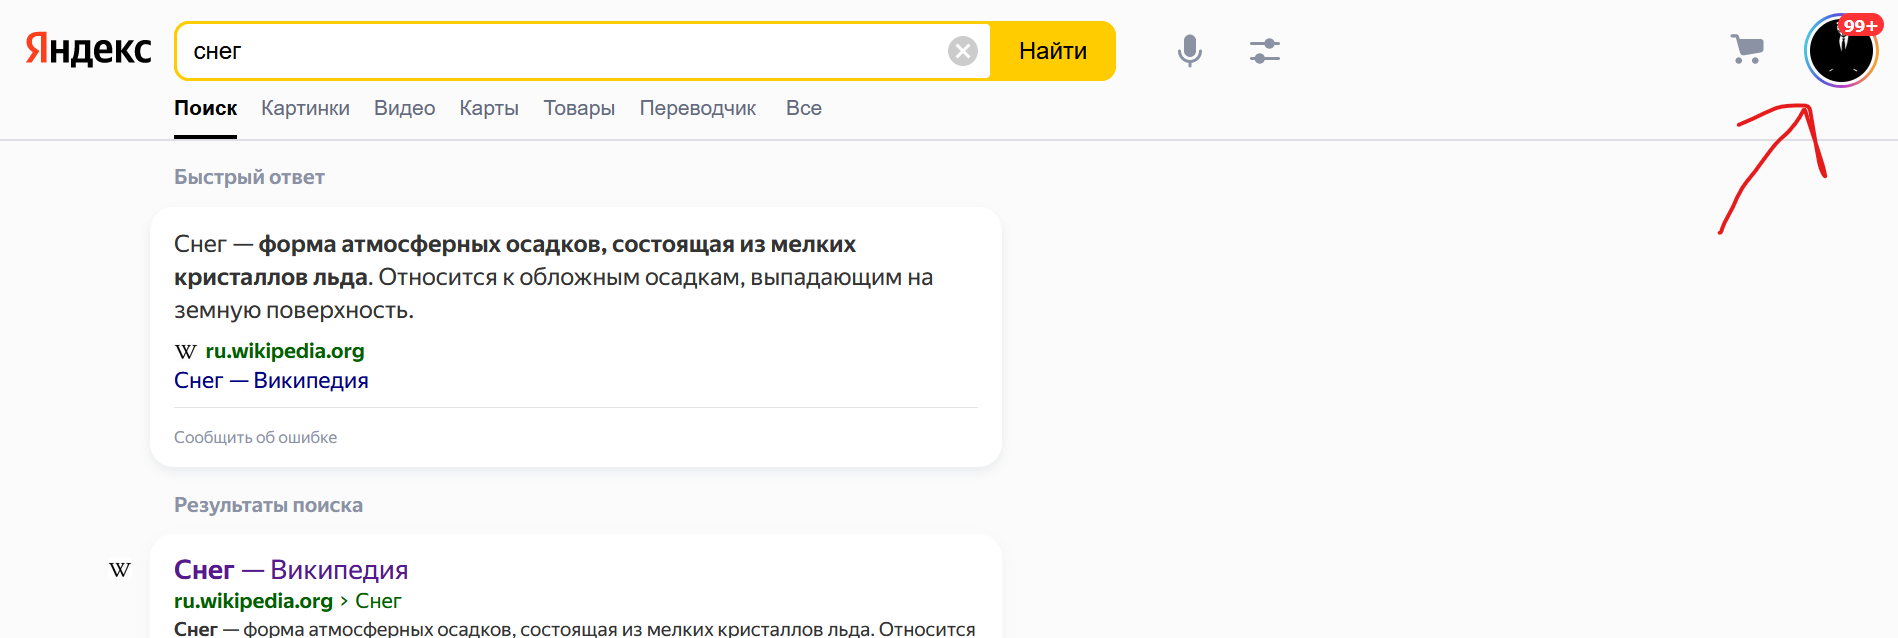 Яндекс
снег
Найти
99+
Поиск Картинки Видео Карты Товары Переводчик Все
Быстрый ответ
Снег — форма атмосферных осадков, состоящая из мелких
кристаллов льда. Относится к обложным осадкам, выпадающим на
земную поверхность.
W ru.wikipedia.org
Снег — Википедия
Сообщить об ошибке
Результаты поиска
W Снег — Википедия
ru.wikipedia.org › Снег
Снег — форма атмосферных осадков, состоящая из мелких кристаллов льда. Относится